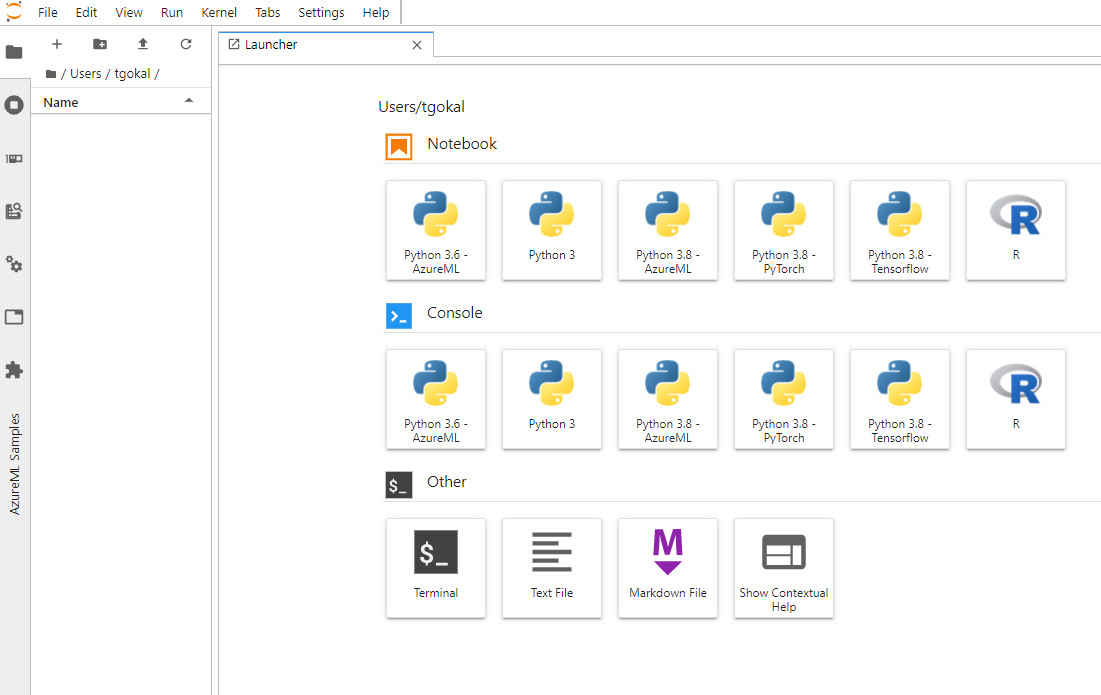 File Edit View Run Kernel Tabs Settings Help
Launcher
/ Users / tgokal /
Name
AzureML Samples
Users/tgokal
Notebook
Python 3.6 -
AzureML
Python 3
Python 3.8 -
AzureML
Python 3.8 -
PyTorch
Python 3.8 -
Tensorflow
R
Console
Python 3.6 -
AzureML
Python 3
Python 3.8 -
AzureML
Python 3.8 -
PyTorch
Python 3.8 -
Tensorflow
R
$_
Other
$_
Terminal
Text File
M
Markdown File
Show Contextual
Help